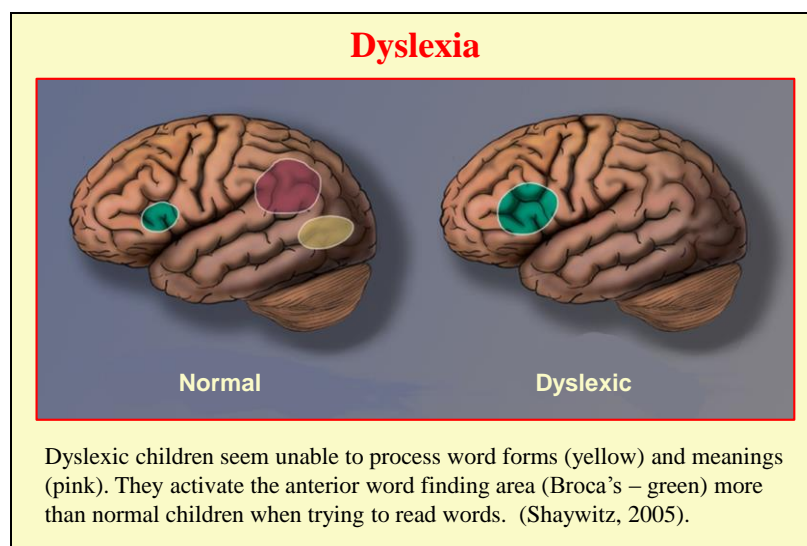 Dyslexia
Normal
Dyslexic
Dyslexic children seem unable to process word forms (yellow) and meanings
(pink). They activate the anterior word finding area (Broca’s – green) more
than normal children when trying to read words.  (Shaywitz, 2005).